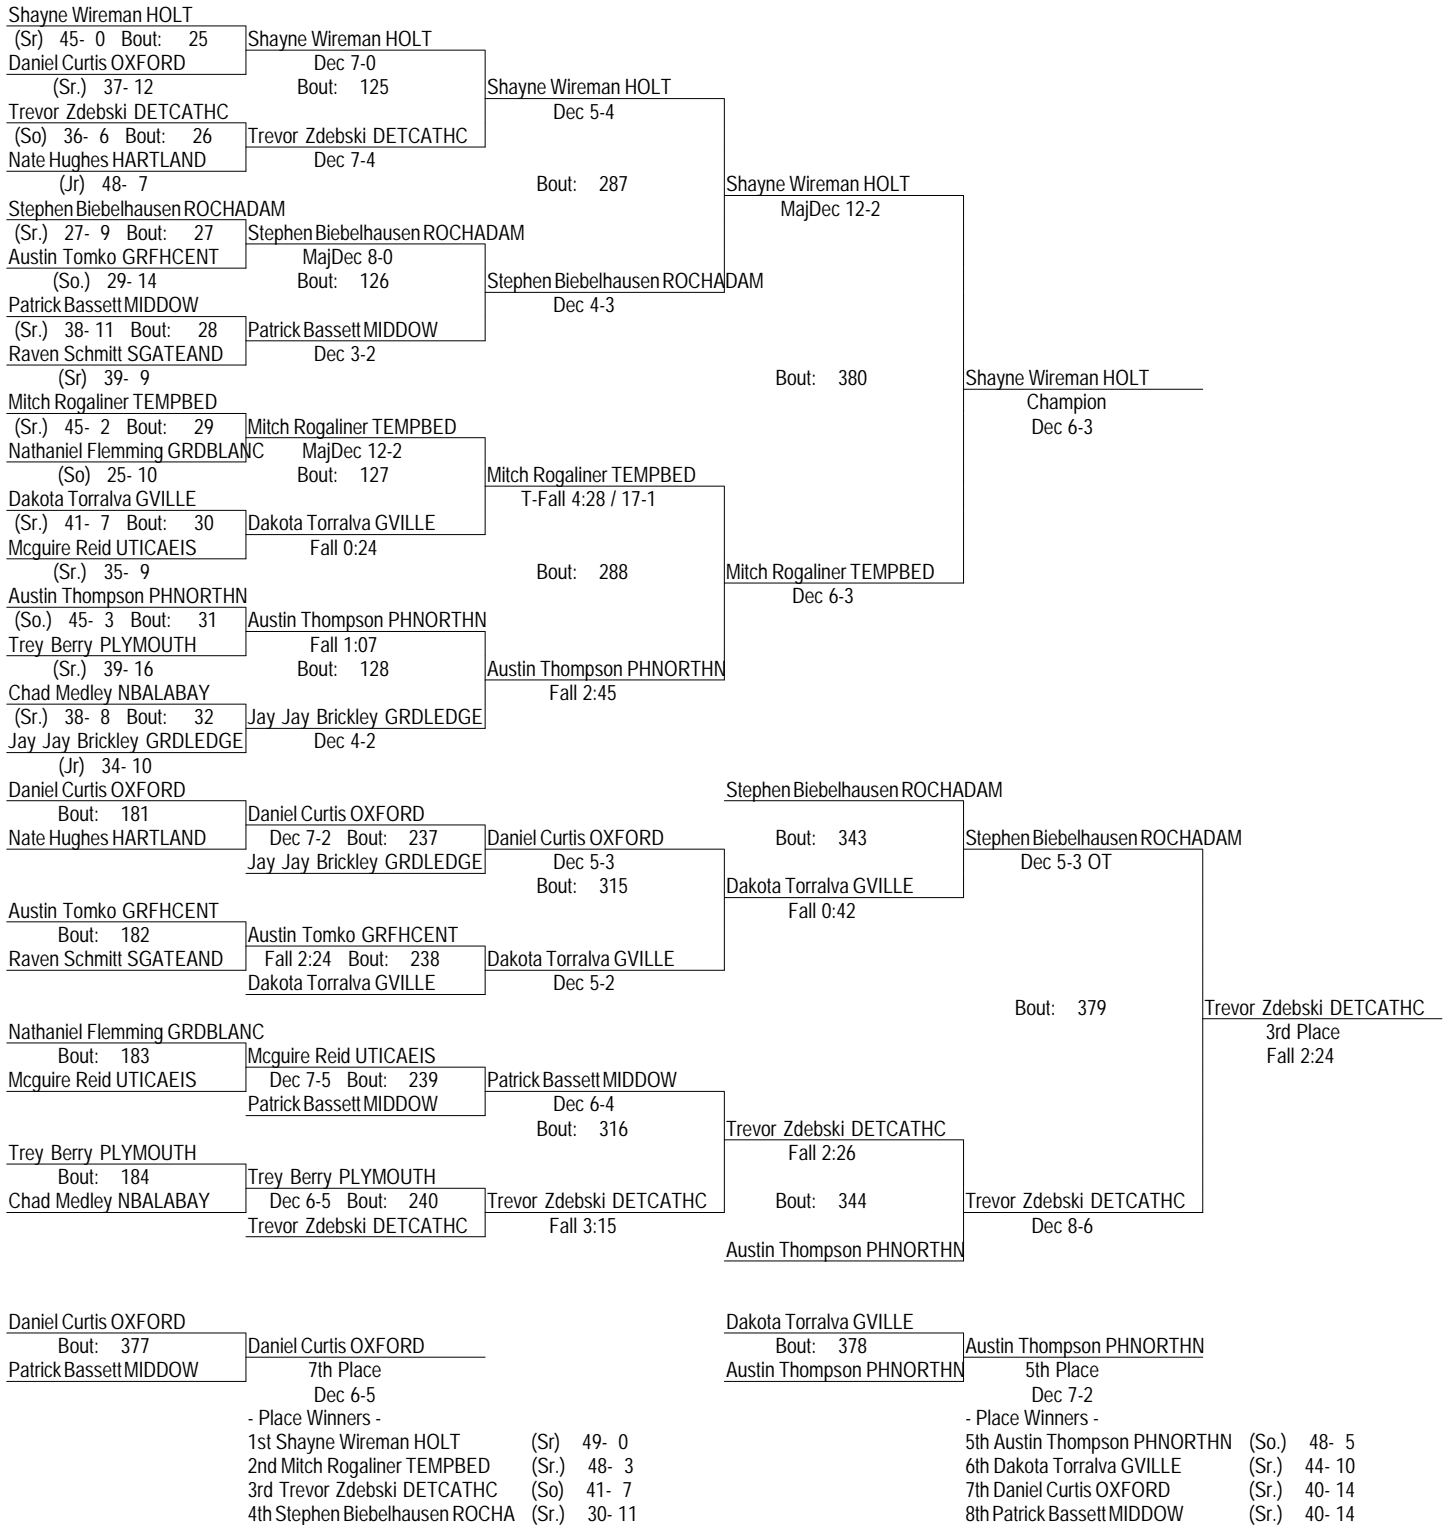 Shayne Wireman HOLT
(Sr) 45- 0 Bout: 25 Shayne Wireman HOLT
Daniel Curtis OXFORD Dec 7-0
(Sr.) 37- 12 Bout: 125 Shayne Wireman HOLT
Trevor Zdebski DETCATHC Dec 5-4
(So) 36- 6 Bout: 26 Trevor Zdebski DETCATHC
Nate Hughes HARTLAND Dec 7-4
(Jr) 48- 7 Bout: 287 Shayne Wireman HOLT
Stephen Biebelhausen ROCHADAM MajDec 12-2
(Sr.) 27- 9 Bout: 27 Stephen Biebelhausen ROCHADAM
Austin Tomko GRFHCENT MajDec 8-0
(So.) 29- 14 Bout: 126 Stephen Biebelhausen ROCHADAM
Patrick Bassett MIDDOW Dec 4-3
(Sr.) 38- 11 Bout: 28 Patrick Bassett MIDDOW
Raven Schmitt SGATEAND Dec 3-2
(Sr) 39- 9 Bout: 380 Shayne Wireman HOLT
Mitch Rogaliner TEMPBED Champion
(Sr.) 45- 2 Bout: 29 Mitch Rogaliner TEMPBED Dec 6-3
Nathaniel Flemming GRDBLANC MajDec 12-2
(So) 25- 10 Bout: 127 Mitch Rogaliner TEMPBED
Dakota Torralva GVILLE T-Fall 4:28 / 17-1
(Sr.) 41- 7 Bout: 30 Dakota Torralva GVILLE
Mcguire Reid UTICAEIS Fall 0:24
(Sr.) 35- 9 Bout: 288 Mitch Rogaliner TEMPBED
Austin Thompson PHNORTHN Dec 6-3
(So.) 45- 3 Bout: 31 Austin Thompson PHNORTHN
Trey Berry PLYMOUTH Fall 1:07
(Sr.) 39- 16 Bout: 128 Austin Thompson PHNORTHN
Chad Medley NBALABAY Fall 2:45
(Sr.) 38- 8 Bout: 32 Jay Jay Brickley GRDLEDGE
Jay Jay Brickley GRDLEDGE Dec 4-2
(Jr) 34- 10
Daniel Curtis OXFORD Stephen Biebelhausen ROCHADAM
Bout: 181 Daniel Curtis OXFORD
Nate Hughes HARTLAND Dec 7-2 Bout: 237 Daniel Curtis OXFORD Bout: 343 Stephen Biebelhausen ROCHADAM
Jay Jay Brickley GRDLEDGE Dec 5-3 Dec 5-3 OT
Bout: 315 Dakota Torralva GVILLE
Austin Tomko GRFHCENT Fall 0:42
Bout: 182 Austin Tomko GRFHCENT
Raven Schmitt SGATEAND Fall 2:24 Bout: 238 Dakota Torralva GVILLE
Dakota Torralva GVILLE Dec 5-2
Bout: 379 Trevor Zdebski DETCATHC
Nathaniel Flemming GRDBLANC 3rd Place
Bout: 183 Mcguire Reid UTICAEIS Fall 2:24
Mcguire Reid UTICAEIS Dec 7-5 Bout: 239 Patrick Bassett MIDDOW
Patrick Bassett MIDDOW Dec 6-4
Bout: 316 Trevor Zdebski DETCATHC
Trey Berry PLYMOUTH Fall 2:26
Bout: 184 Trey Berry PLYMOUTH
Chad Medley NBALABAY Dec 6-5 Bout: 240 Trevor Zdebski DETCATHC Bout: 344 Trevor Zdebski DETCATHC
Trevor Zdebski DETCATHC Fall 3:15 Dec 8-6
Austin Thompson PHNORTHN
Daniel Curtis OXFORD Dakota Torralva GVILLE
Bout: 377 Daniel Curtis OXFORD Bout: 378 Austin Thompson PHNORTHN
Patrick Bassett MIDDOW 7th Place Austin Thompson PHNORTHN 5th Place
Dec 6-5 Dec 7-2
- Place Winners - - Place Winners -
1st Shayne Wireman HOLT (Sr) 49- 0 5th Austin Thompson PHNORTHN (So.) 48- 5
2nd Mitch Rogaliner TEMPBED (Sr.) 48- 3 6th Dakota Torralva GVILLE (Sr.) 44- 10
3rd Trevor Zdebski DETCATHC (So) 41- 7 7th Daniel Curtis OXFORD (Sr.) 40- 14
4th Stephen Biebelhausen ROCHA (Sr.) 30- 11 8th Patrick Bassett MIDDOW (Sr.) 40- 14